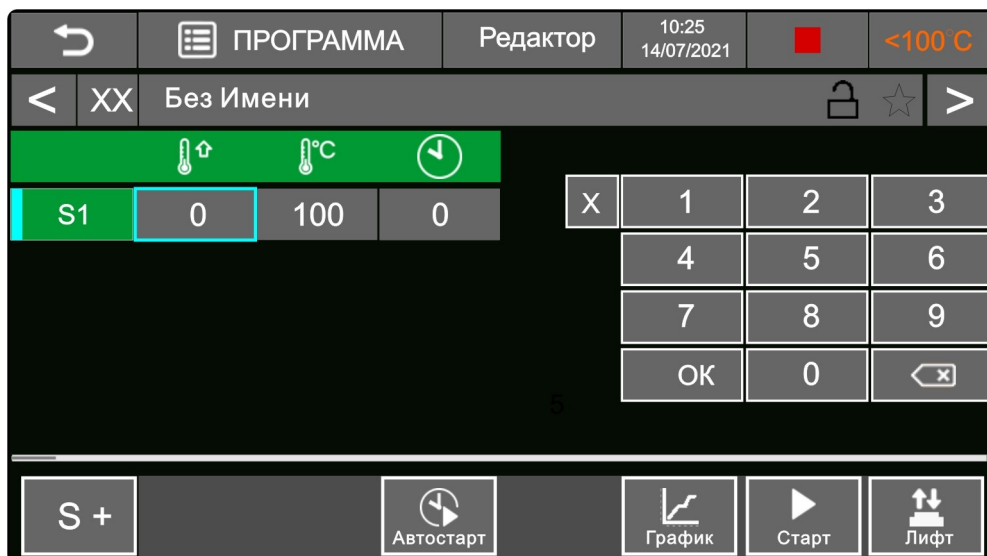 ПРОГРАММА Редактор 10:25
14/07/2021
<100°C
< XX Без Имени >
°C
S1 0 100 0
X 1 2 3
4 5 6
7 8 9
ОК 0
5
S +
Автостарт График Старт Лифт